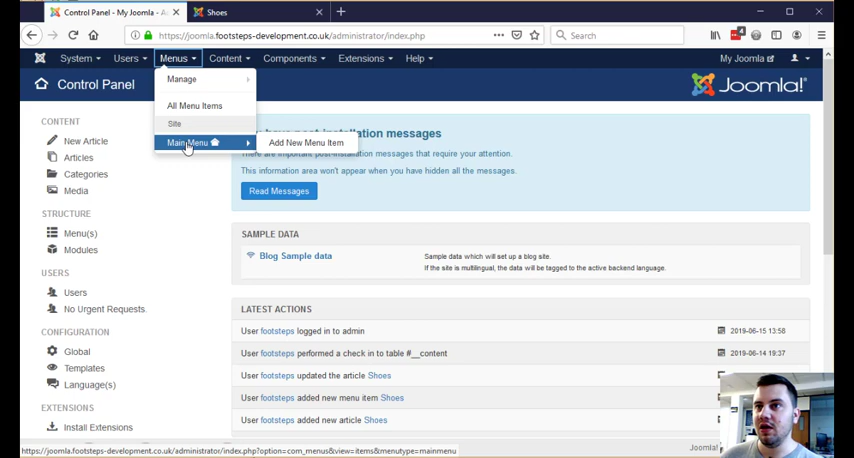 Control Panel - My Joomla - A
Shoes
https://joomla.footsteps-development.co.uk/administrator/index.php
Search
4
System Users Menus Content Components Extensions Help My Joomla
Control Panel
Joomla!
Manage
All Menu Items
Site
Main Menu
Add New Menu Item
CONTENT
New Article
Articles
Categories
Media
STRUCTURE
Menu(s)
Modules
USERS
Users
No Urgent Requests.
CONFIGURATION
Global
Templates
Language(s)
EXTENSIONS
Install Extensions
have post-installation messages
There are important post-installation messages that require your attention.
This information area won't appear when you have hidden all the messages.
Read Messages
SAMPLE DATA
Blog Sample data
Sample data which will set up a blog site.
If the site is multilingual, the data will be tagged to the active backend language.
LATEST ACTIONS
User footsteps logged in to admin 2019-06-15 13:58
User footsteps performed a check in to table #__content 2019-06-14 19:37
User footsteps updated the article Shoes
User footsteps added new menu item Shoes
User footsteps added new article Shoes
https://joomla.footsteps-development.co.uk/administrator/index.php?option=com_menus&view=items&menutype=mainmenu
Joomla!